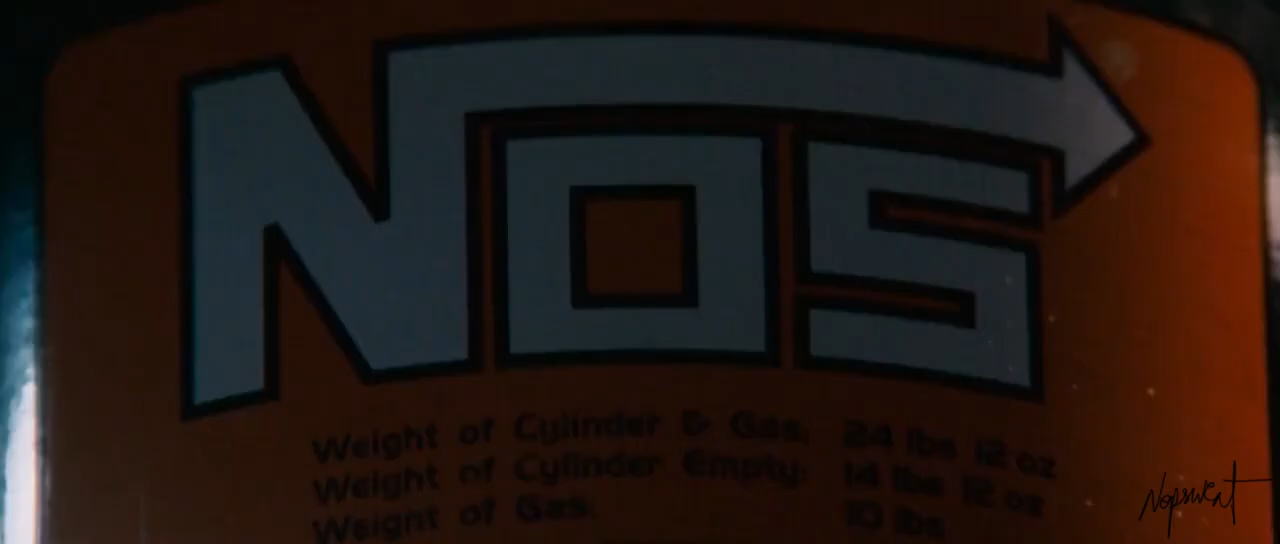 NOS
Weight of Cylinder & Gas: 24 lbs 12 oz
Weight of Cylinder Empty: 14 lbs 12 oz
Weight of Gas: 10 lbs
Nopsweat